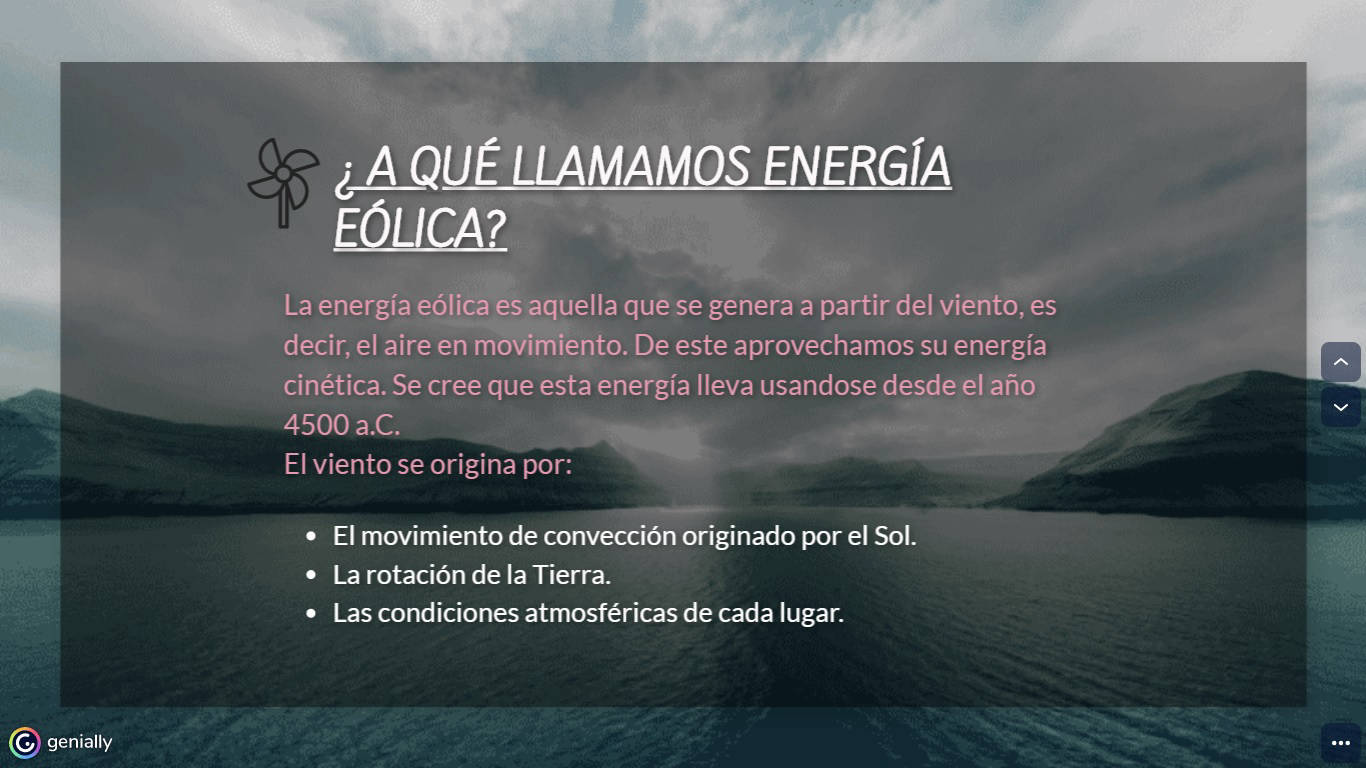 ¿ A QUÉ LLAMAMOS ENERGÍA
EÓLICA?
La energía eólica es aquella que se genera a partir del viento, es
decir, el aire en movimiento. De este aprovechamos su energía
cinética. Se cree que esta energía lleva usandose desde el año
4500 a.C.
El viento se origina por:
• El movimiento de convección originado por el Sol.
• La rotación de la Tierra.
• Las condiciones atmosféricas de cada lugar.
genially